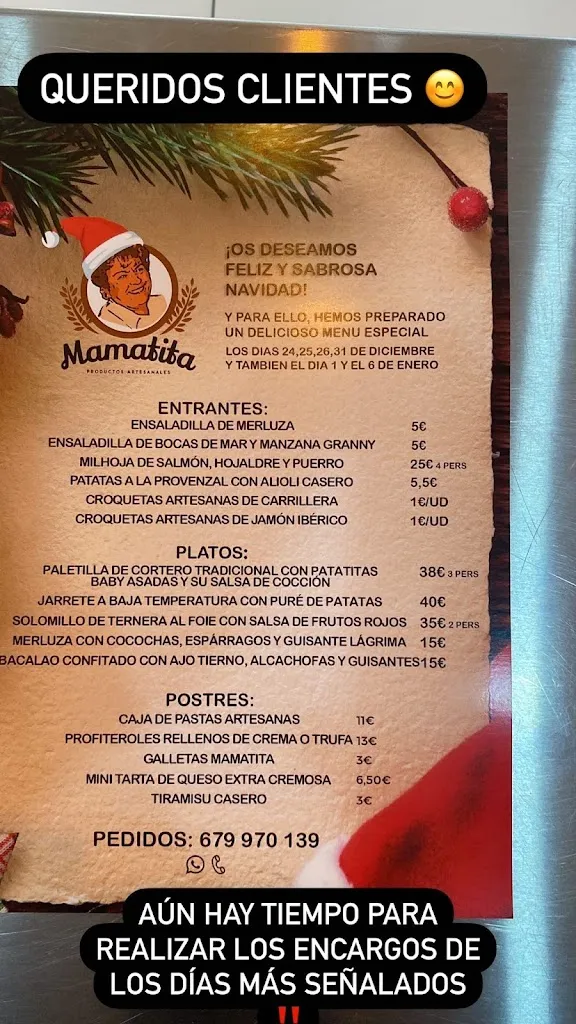 QUERIDOS CLIENTES 😊
¡OS DESEAMOS
FELIZ Y SABROSA
NAVIDAD!
Y PARA ELLO, HEMOS PREPARADO
UN DELICIOSO MENU ESPECIAL
LOS DIAS 24,25,26,31 DE DICIEMBRE
Y TAMBIEN EL DIA 1 Y EL 6 DE ENERO
Mamatita
PRODUCTOS ARTESANALES
ENTRANTES:
ENSALADILLA DE MERLUZA 5€
ENSALADILLA DE BOCAS DE MAR Y MANZANA GRANNY 5€
MILHOJA DE SALMÓN, HOJALDRE Y PUERRO 25€ 4 PERS
PATATAS A LA PROVENZAL CON ALIOLI CASERO 5,5€
CROQUETAS ARTESANAS DE CARRILLERA 1€/UD
CROQUETAS ARTESANAS DE JAMÓN IBÉRICO 1€/UD
PLATOS:
PALETILLA DE CORTERO TRADICIONAL CON PATATITAS 38€ 3 PERS
BABY ASADAS Y SU SALSA DE COCCIÓN
JARRETE A BAJA TEMPERATURA CON PURÉ DE PATATAS 40€
SOLOMILLO DE TERNERA AL FOIE CON SALSA DE FRUTOS ROJOS 35€ 2 PERS
MERLUZA CON COCOCHAS, ESPÁRRAGOS Y GUISANTE LÁGRIMA 15€
BACALAO CONFITADO CON AJO TIERNO, ALCACHOFAS Y GUISANTES 15€
POSTRES:
CAJA DE PASTAS ARTESANAS 11€
PROFITEROLES RELLENOS DE CREMA O TRUFA 13€
GALLETAS MAMATITA 3€
MINI TARTA DE QUESO EXTRA CREMOSA 6,50€
TIRAMISU CASERO 3€
PEDIDOS: 679 970 139
AÚN HAY TIEMPO PARA
REALIZAR LOS ENCARGOS DE
LOS DÍAS MÁS SEÑALADOS
‼️